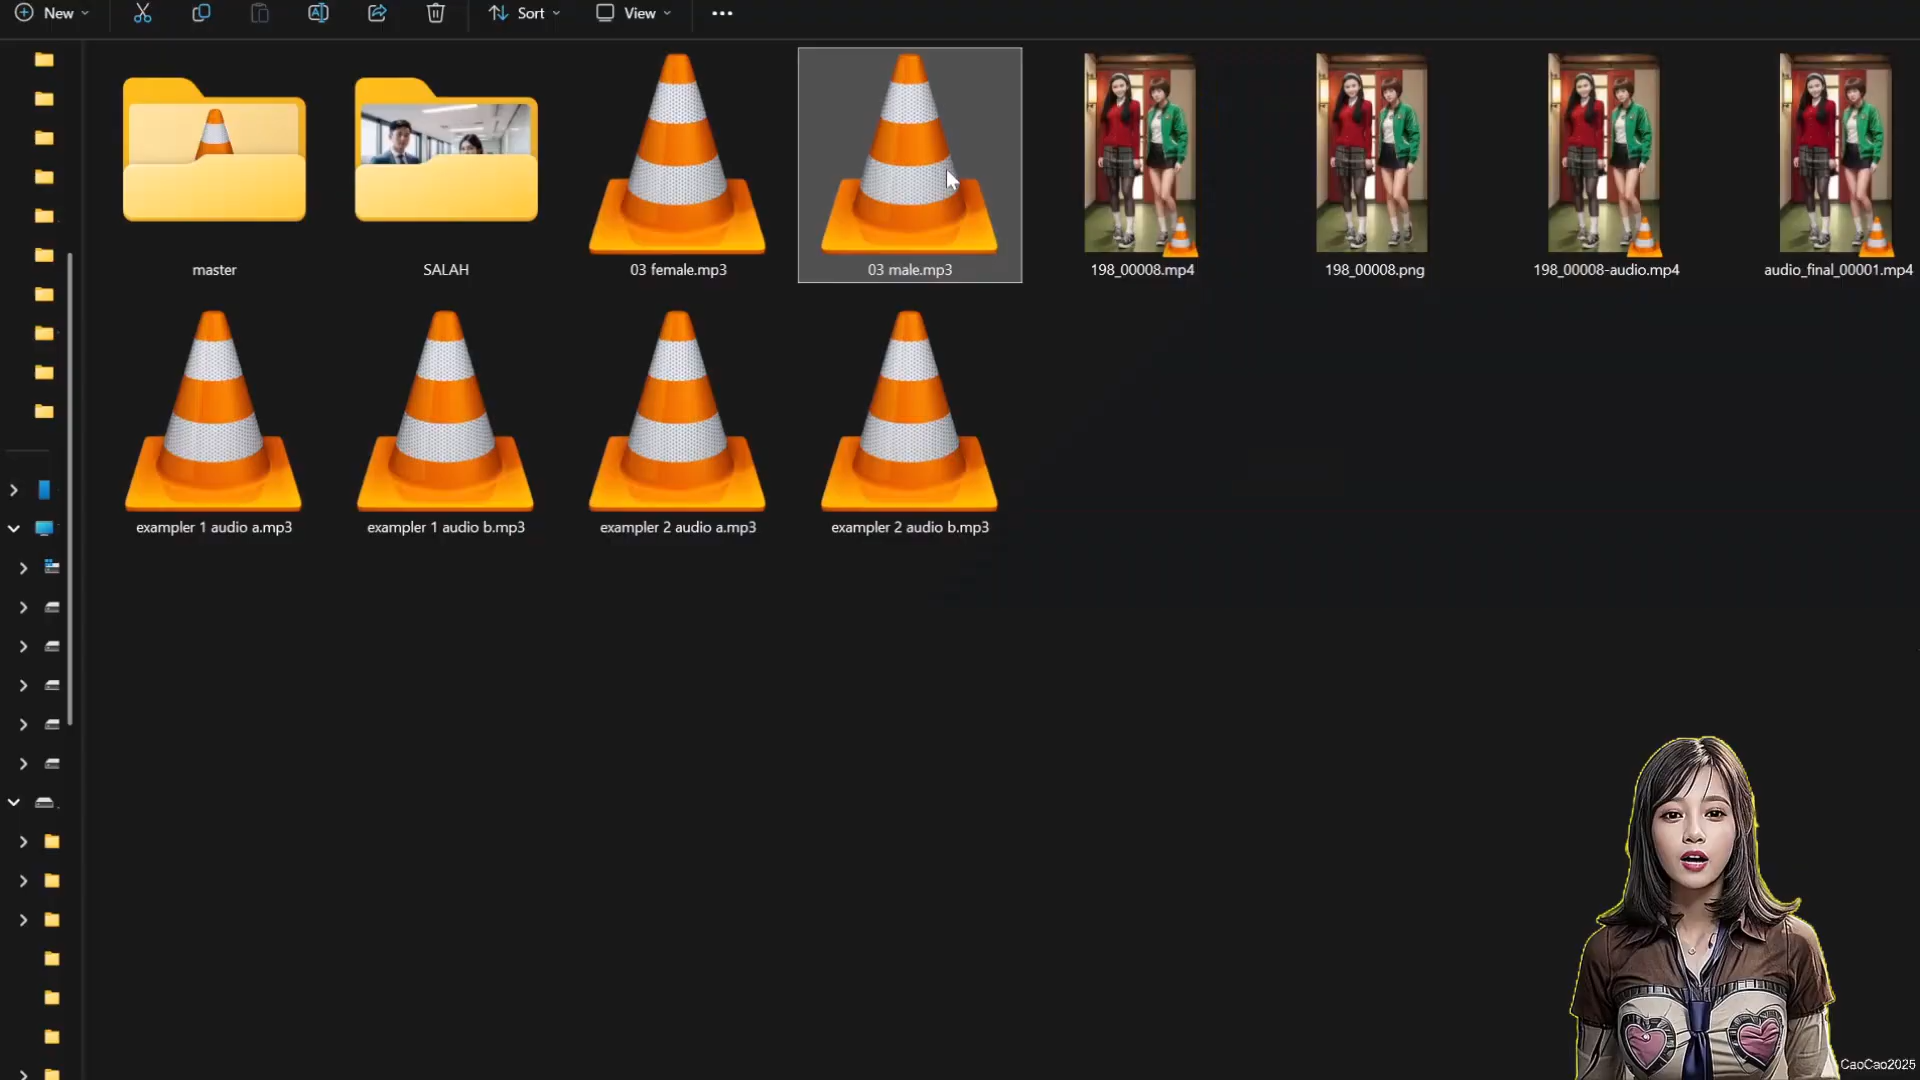 New
Sort
View
master
SALAH
03 female.mp3
03 male.mp3
198_00008.mp4
198_00008.png
198_00008-audio.mp4
audio_final_00001.mp4
exampler 1 audio a.mp3
exampler 1 audio b.mp3
exampler 2 audio a.mp3
exampler 2 audio b.mp3
CaoCao2025